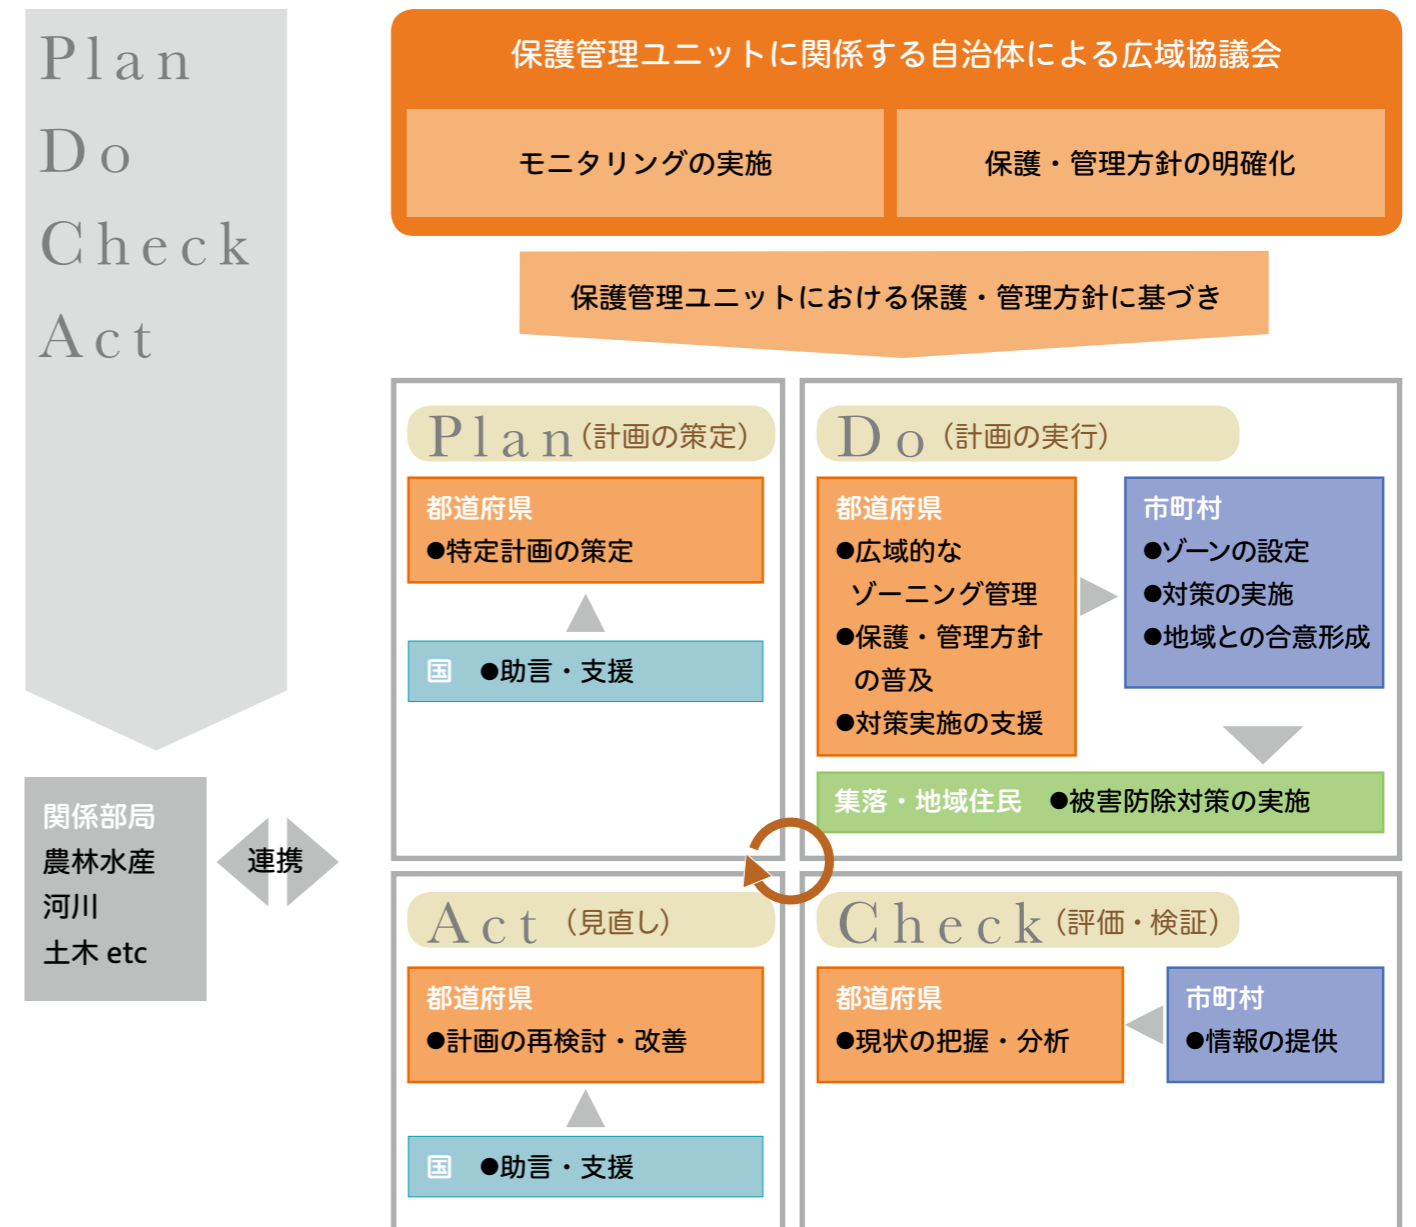 Plan
Do
Check
Act
保護管理ユニットに関係する自治体による広域協議会
モニタリングの実施
保護・管理方針の明確化
保護管理ユニットにおける保護・管理方針に基づき
Plan(計画の策定)
都道府県
●特定計画の策定
国 ●助言・支援
Do(計画の実行)
都道府県
●広域的な
ゾーニング管理
●保護・管理方針
の普及
●対策実施の支援
市町村
●ゾーンの設定
●対策の実施
●地域との合意形成
集落・地域住民 ●被害防除対策の実施
関係部局
農林水産
河川
土木 etc
連携
Act(見直し)
都道府県
●計画の再検討・改善
国 ●助言・支援
Check(評価・検証)
都道府県
●現状の把握・分析
市町村
●情報の提供